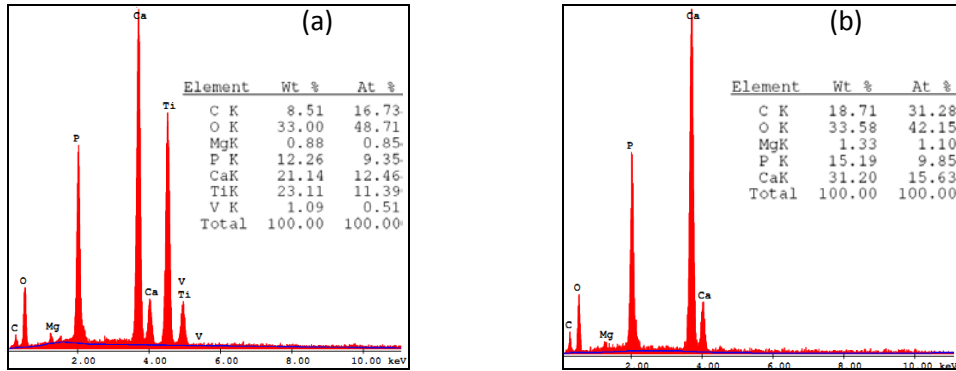 (a)
Ca
Element Wt % At %
C K 8.51 16.73
O K 33.00 48.71
MgK 0.88 0.85
P K 12.26 9.35
CaK 21.14 12.46
TiK 23.11 11.39
V K 1.09 0.51
Total 100.00 100.00
Ti
P
O
V
Ca
Ti
C
Mg
V
2.00 4.00 6.00 8.00 10.00 keV
(b)
Ca
Element Wt % At %
C K 18.71 31.28
O K 33.58 42.15
MgK 1.33 1.10
P K 15.19 9.85
CaK 31.20 15.63
Total 100.00 100.00
P
O
Ca
C
Mg
2.00 4.00 6.00 8.00 10.00 keV